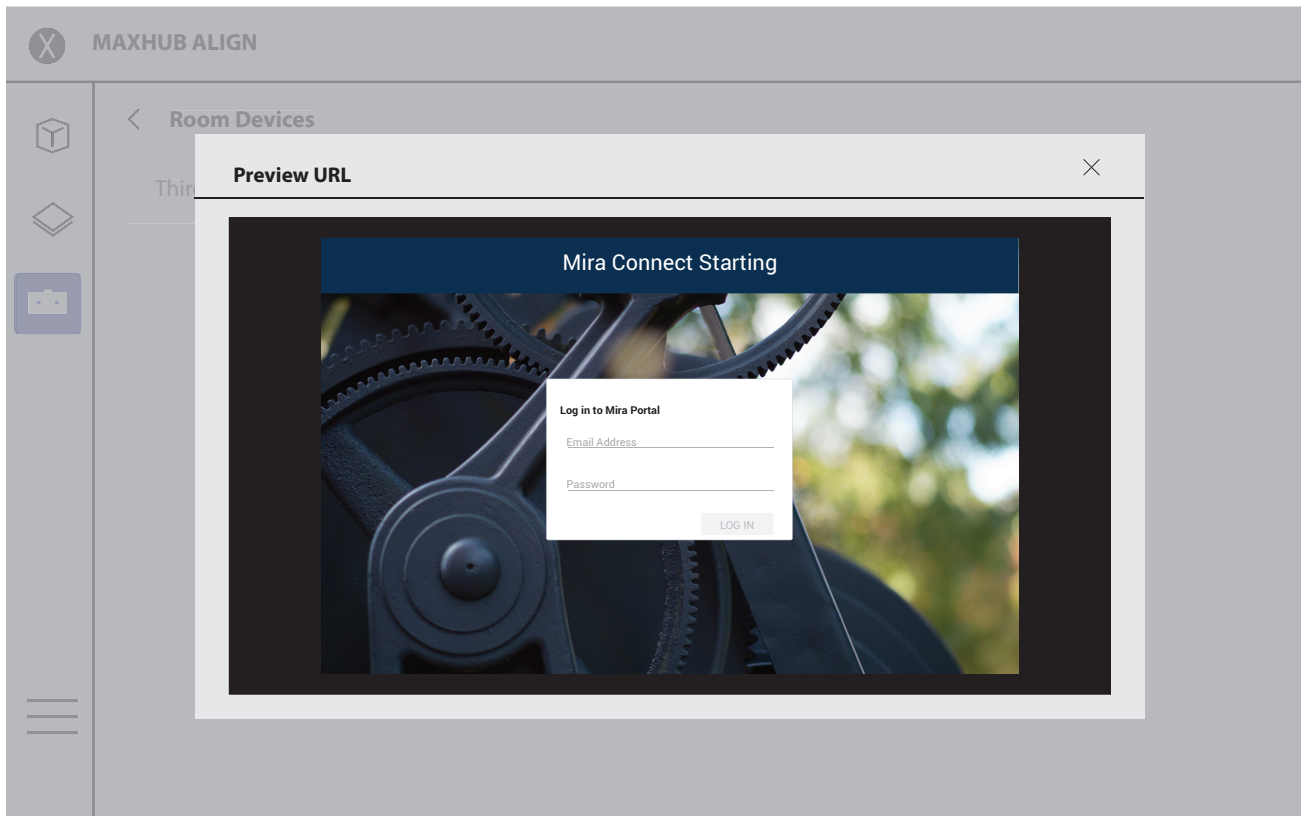 MAXHUB ALIGN
Room Devices
Thir
Preview URL
Mira Connect Starting
Log in to Mira Portal
Email Address
Password
LOG IN